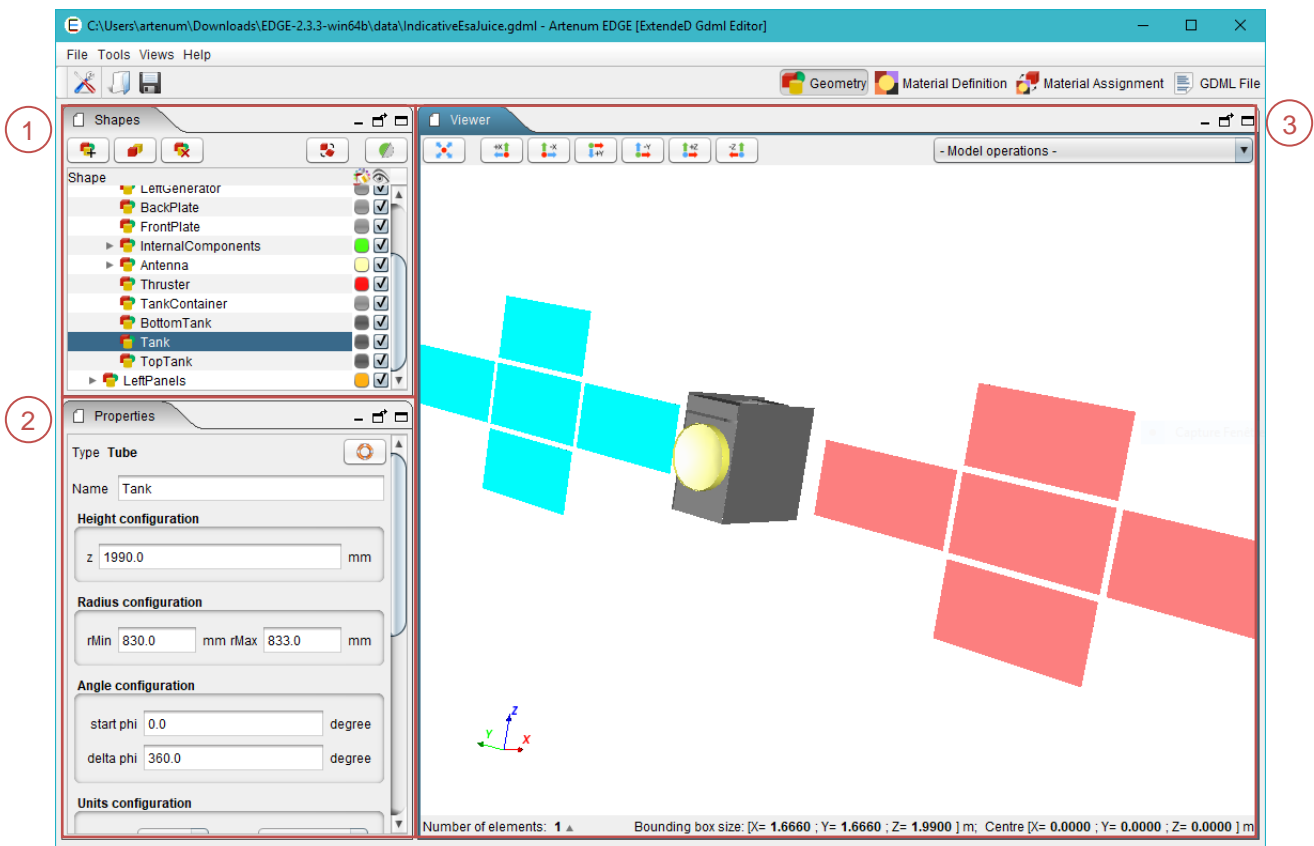 C:\Users\artenum\Downloads\EDGE-2.3.3-win64b\data\IndicativeEsaJuice.gdml - Artenum EDGE [ExtendeD Gdml Editor]
File Tools Views Help
Geometry Material Definition Material Assignment GDML File
1
Shapes
Viewer
3
+X -X +Y -Y +Z -Z
- Model operations -
Shape
LeftGenerator
BackPlate
FrontPlate
InternalComponents
Antenna
Thruster
TankContainer
BottomTank
Tank
TopTank
LeftPanels
2
Properties
Type Tube
Name Tank
Height configuration
z 1990.0 mm
Radius configuration
rMin 830.0 mm rMax 833.0 mm
Angle configuration
start phi 0.0 degree
delta phi 360.0 degree
Units configuration
Z
Y
X
Number of elements: 1 Bounding box size: [X= 1.6660 ; Y= 1.6660 ; Z= 1.9900 ] m; Centre [X= 0.0000 ; Y= 0.0000 ; Z= 0.0000 ] m